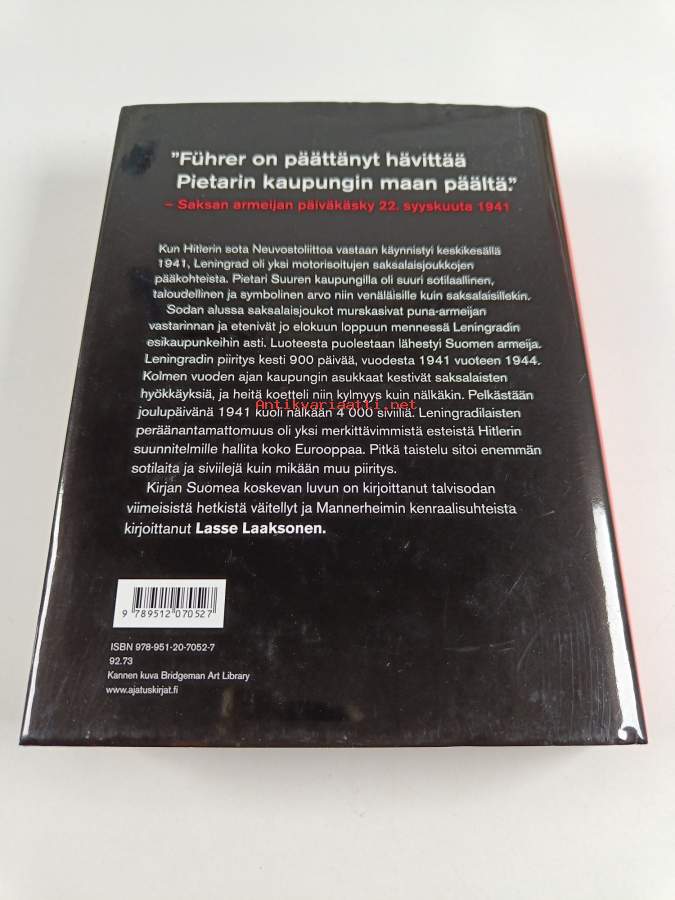 ”Führer on päättänyt hävittää
Pietarin kaupungin maan päältä.”
– Saksan armeijan päiväkäsky 22. syyskuuta 1941
Kun Hitlerin sota Neuvostoliittoa vastaan käynnistyi keskikesällä
1941, Leningrad oli yksi motorisoitujen saksalaisjoukkojen
pääkohteista. Pietari Suuren kaupungilla oli suuri sotilaallinen,
taloudellinen ja symbolinen arvo niin venäläisille kuin saksalaisillekin.
Sodan alussa saksalaisjoukot murskasivat puna-armeijan
vastarinnan ja etenivät jo elokuun loppuun mennessä Leningradin
esikaupunkeihin asti. Luoteesta puolestaan lähestyi Suomen armeija.
Leningradin piiritys kesti 900 päivää, vuodesta 1941 vuoteen 1944.
Kolmen vuoden ajan kaupungin asukkaat kestivät saksalaisten
hyökkäyksiä, ja heitä koetteli niin kylmyys kuin nälkäkin. Pelkästään
Antikvariaatti.net
joulupäivänä 1941 kuoli nälkään 4 000 siviiliä. Leningradilaisten
peräänantamattomuus oli yksi merkittävimmistä esteistä Hitlerin
suunnitelmille hallita koko Eurooppaa. Pitkä taistelu sitoi enemmän
sotilaita ja siviilejä kuin mikään muu piiritys.
Kirjan Suomea koskevan luvun on kirjoittanut talvisodan
viimeisistä hetkistä väitellyt ja Mannerheimin kenraalisuhteista
kirjoittanut Lasse Laaksonen.
9 789512 070527
ISBN 978-951-20-7052-7
92.73
Kannen kuva Bridgeman Art Library
www.ajatuskirjat.fi